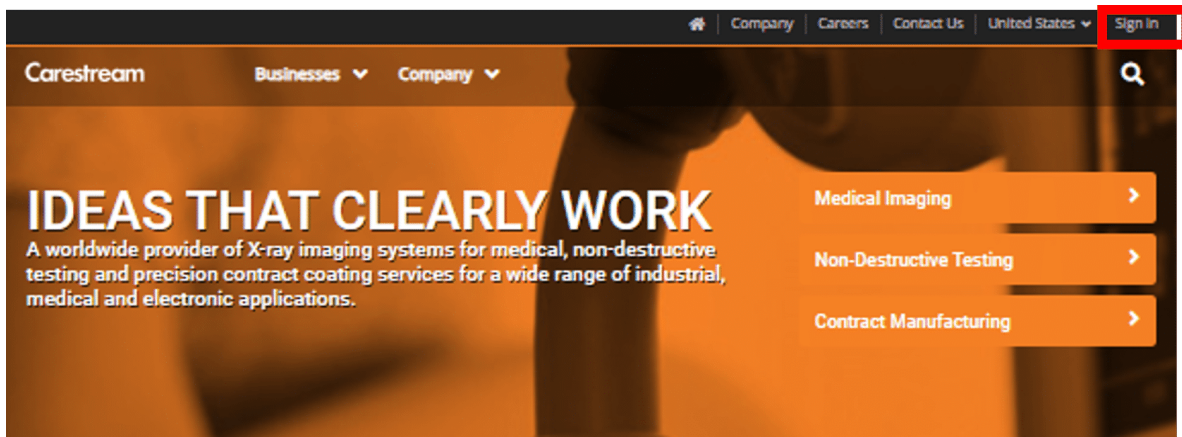 Company Careers Contact Us United States Sign In
Carestream Businesses Company
IDEAS THAT CLEARLY WORK
A worldwide provider of X-ray imaging systems for medical, non-destructive
testing and precision contract coating services for a wide range of industrial,
medical and electronic applications.
Medical Imaging
Non-Destructive Testing
Contract Manufacturing